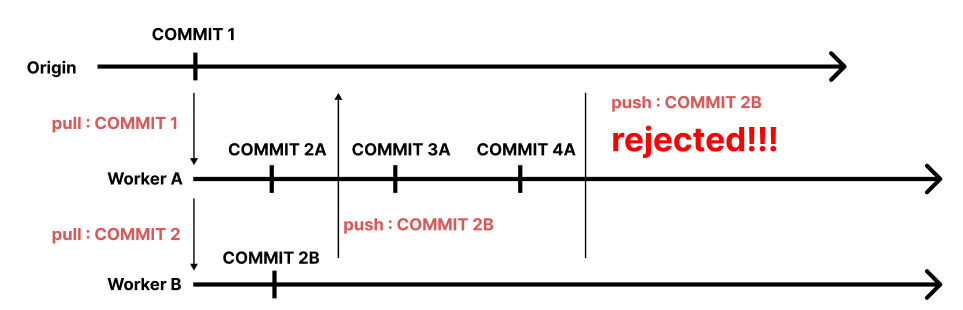 COMMIT 1
Origin
push : COMMIT 2B
rejected!!!
pull : COMMIT 1
COMMIT 2A
COMMIT 3A
COMMIT 4A
Worker A
push : COMMIT 2B
pull : COMMIT 2
COMMIT 2B
Worker B